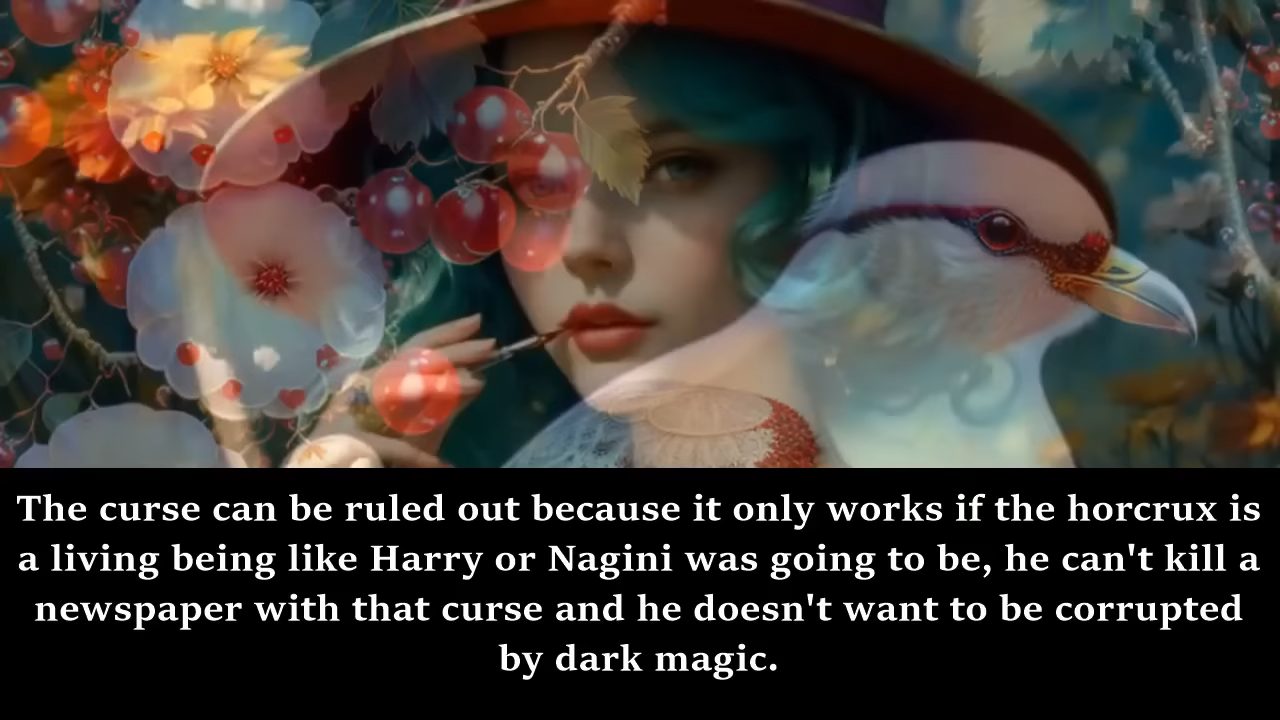 The curse can be ruled out because it only works if the horcrux is
a living being like Harry or Nagini was going to be, he can't kill a
newspaper with that curse and he doesn't want to be corrupted
by dark magic.